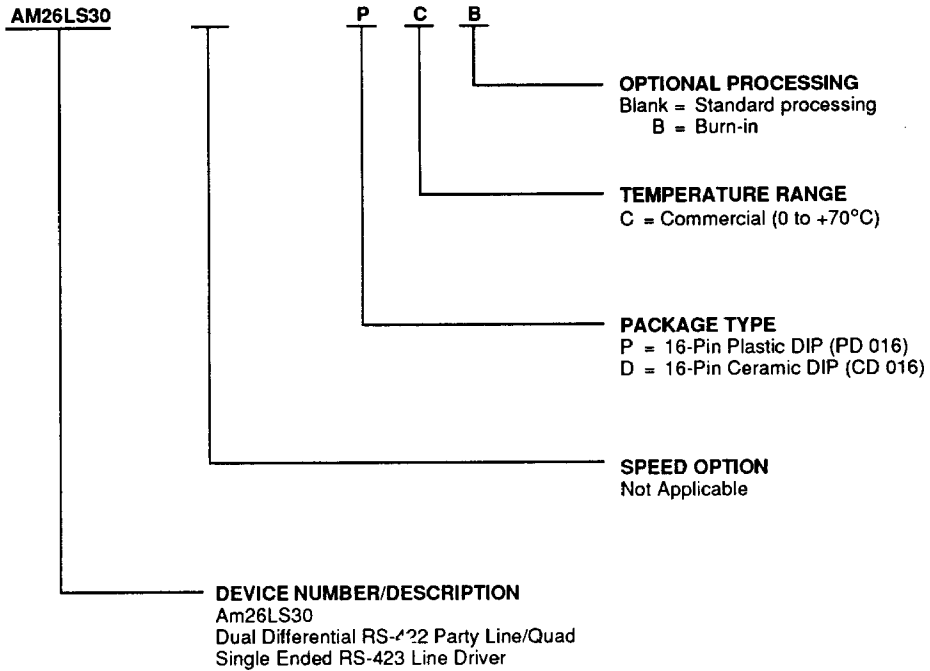 AM26LS30 P C B
OPTIONAL PROCESSING
Blank = Standard processing
B = Burn-in
TEMPERATURE RANGE
C = Commercial (0 to +70°C)
PACKAGE TYPE
P = 16-Pin Plastic DIP (PD 016)
D = 16-Pin Ceramic DIP (CD 016)
SPEED OPTION
Not Applicable
DEVICE NUMBER/DESCRIPTION
Am26LS30
Dual Differential RS-422 Party Line/Quad
Single Ended RS-423 Line Driver